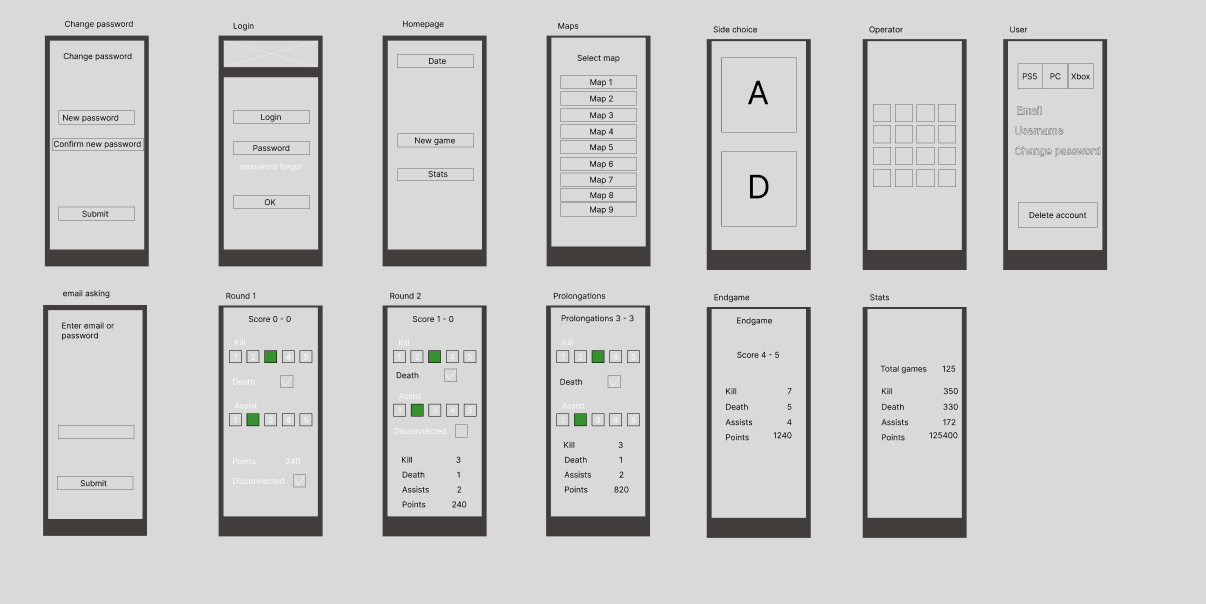 Change password
Change password
New password
Confirm new password
Submit
Login
Login
Password
password forgot
OK
Homepage
Date
New game
Stats
Maps
Select map
Map 1
Map 2
Map 3
Map 4
Map 5
Map 6
Map 7
Map 8
Map 9
Side choice
A
D
Operator
User
PS5 PC Xbox
Email
Username
Change password
Delete account
email asking
Enter email or
password
Submit
Round 1
Score 0 - 0
Kill
1 2 4 5
Death
Assist
1 3 4 5
Points 240
Disconnected
Round 2
Score 1 - 0
Kill
1 2 4 5
Death
Assist
1 3 4 5
Disconnected
Kill 3
Death 1
Assists 2
Points 240
Prolongations
Prolongations 3 - 3
Kill
1 2 4 5
Death
Assist
1 3 4 5
Kill 3
Death 1
Assists 2
Points 820
Endgame
Endgame
Score 4 - 5
Kill 7
Death 5
Assists 4
Points 1240
Stats
Total games 125
Kill 350
Death 330
Assists 172
Points 125400